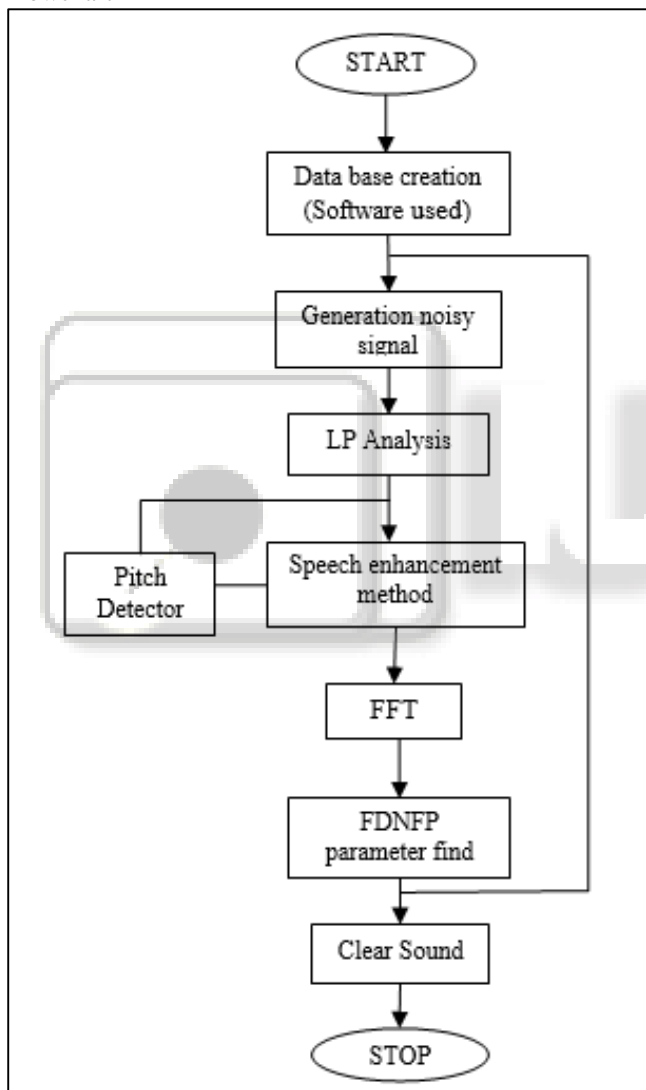 START
Data base creation
(Software used)
Generation noisy
signal
LP Analysis
Pitch
Detector
Speech enhancement
method
FFT
FDNFP
parameter find
Clear Sound
STOP